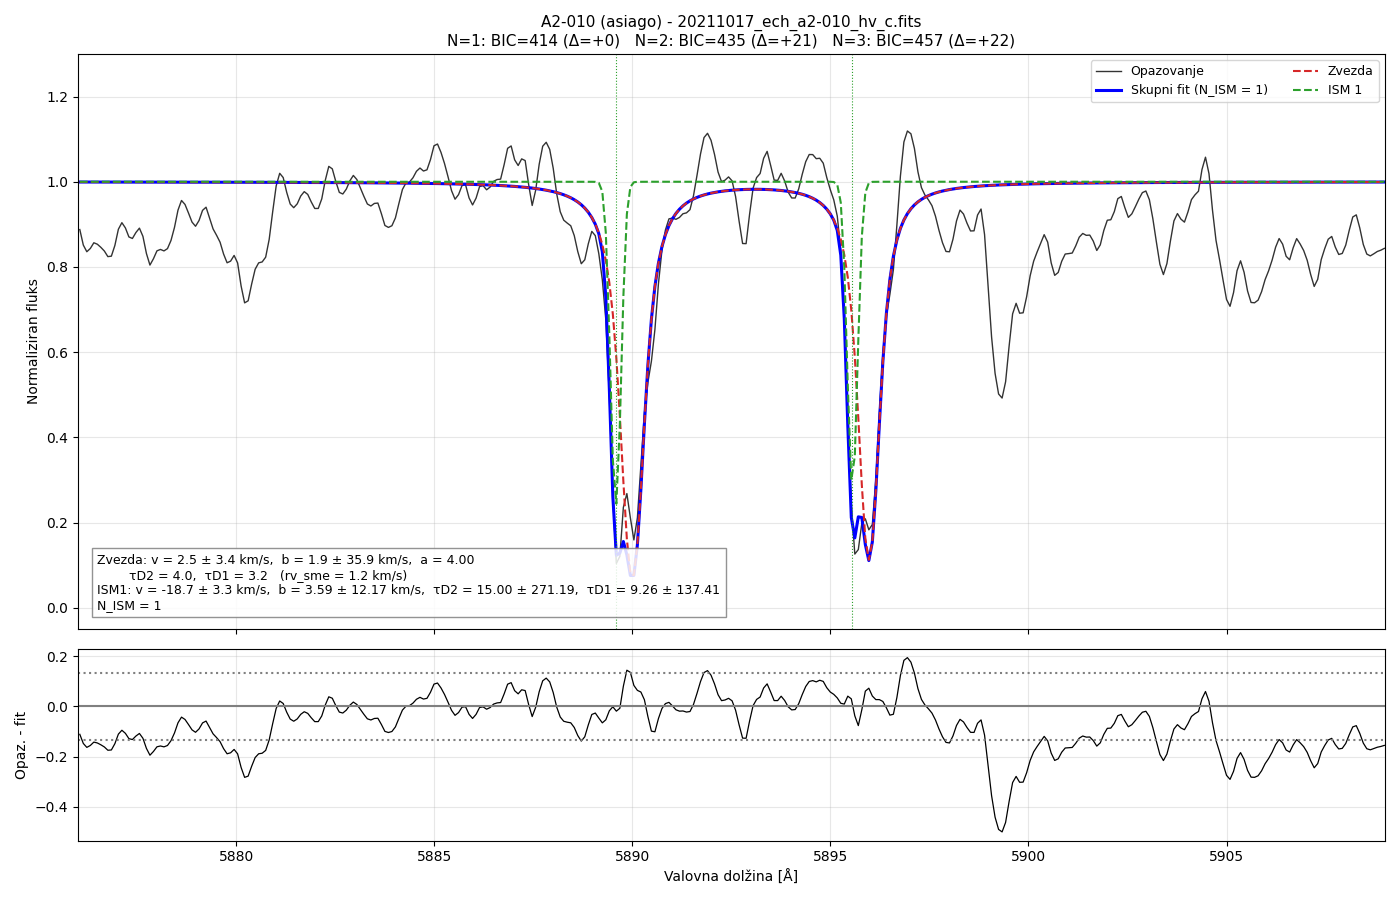 A2-010 (asiago) - 20211017_ech_a2-010_hv_c.fits
N=1: BIC=414 (Δ=+0)   N=2: BIC=435 (Δ=+21)   N=3: BIC=457 (Δ=+22)
Opazovanje
Skupni fit (N_ISM = 1)
Zvezda
ISM 1
Normaliziran fluks
1.2
1.0
0.8
0.6
0.4
0.2
0.0
Zvezda: v = 2.5 ± 3.4 km/s,  b = 1.9 ± 35.9 km/s,  a = 4.00
τD2 = 4.0,  τD1 = 3.2   (rv_sme = 1.2 km/s)
ISM1: v = -18.7 ± 3.3 km/s,  b = 3.59 ± 12.17 km/s,  τD2 = 15.00 ± 271.19,  τD1 = 9.26 ± 137.41
N_ISM = 1
Opaz. - fit
0.2
0.0
−0.2
−0.4
5880
5885
5890
5895
5900
5905
Valovna dolžina [Å]